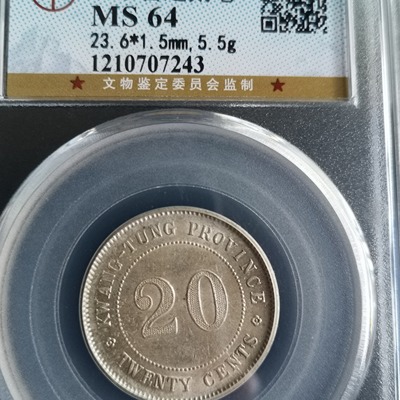 MS 64
23.6*1.5mm, 5.5g
1210707243
★ 文物鉴定委员会监制 ★
KWANG-TUNG PROVINCE
20
TWENTY CENTS